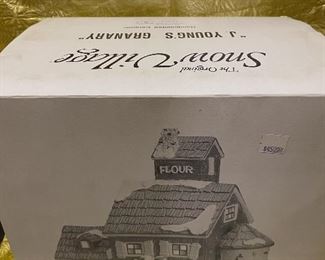 The Original
Snow Village
"J. YOUNG'S GRANARY"
FLOUR